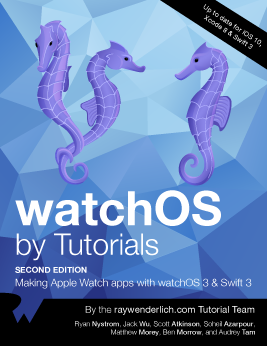 Up to date for iOS 10,
Xcode 8 & Swift 3
watchOS
by Tutorials
SECOND EDITION
Making Apple Watch apps with watchOS 3 & Swift 3
By the raywenderlich.com Tutorial Team
Ryan Nystrom, Jack Wu, Scott Atkinson, Soheil Azarpour,
Matthew Morey, Ben Morrow, and Audrey Tam